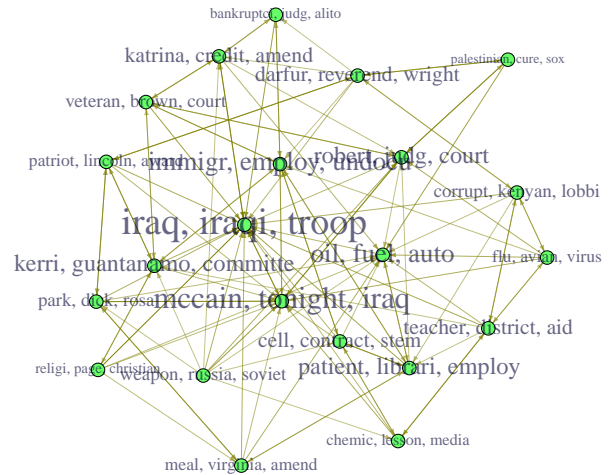 bankruptci, judg, alito
katrina, credit, amend
palestinian, cure, sox
darfur, reverend, wright
veteran, brown, court
patriot, lincoln, award
immigr, employ, undocu
robert, judg, court
corrupt, kenyan, lobbi
iraq, iraqi, troop
oil, fuel, auto
flu, avian, virus
kerri, guantanamo, committe
park, dick, rosa
mccain, tonight, iraq
teacher, district, aid
cell, contract, stem
religi, page, christian
weapon, russia, soviet
patient, librari, employ
chemic, lesson, media
meal, virginia, amend